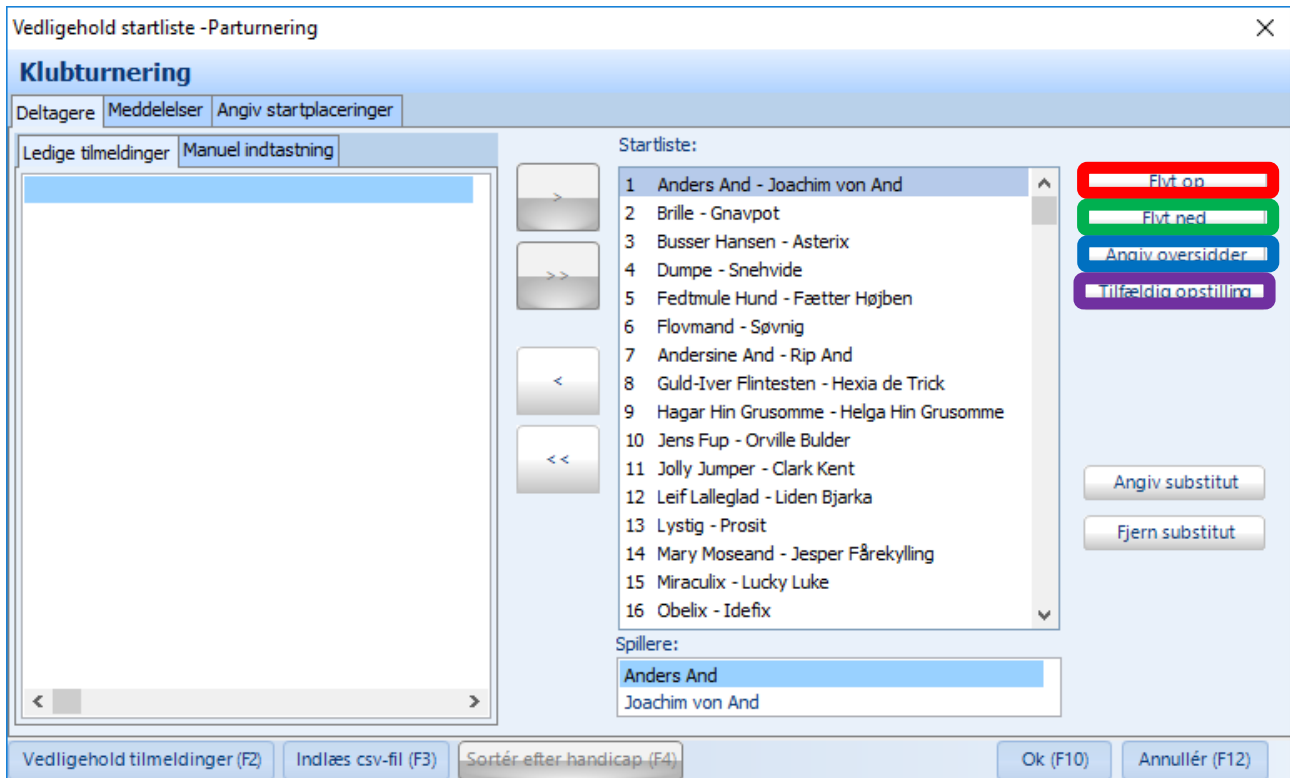 Vedligehold startliste -Parturnering
Klubturnering
Deltagere Meddelelser Angiv startplaceringer
Ledige tilmeldinger Manuel indtastning
Startliste:
>
>>
<
<<
1 Anders And - Joachim von And
2 Brille - Gnavpot
3 Busser Hansen - Asterix
4 Dumpe - Snehvide
5 Fedtmule Hund - Fætter Højben
6 Flovmand - Søvnig
7 Andersine And - Rip And
8 Guld-Iver Flintesten - Hexia de Trick
9 Hagar Hin Grusomme - Helga Hin Grusomme
10 Jens Fup - Orville Bulder
11 Jolly Jumper - Clark Kent
12 Leif Lalleglad - Liden Bjarka
13 Lystig - Prosit
14 Mary Moseand - Jesper Fårekylling
15 Miraculix - Lucky Luke
16 Obelix - Idefix
Flyt op
Flyt ned
Angiv oversidder
Tilfældig opstilling
Angiv substitut
Fjern substitut
Spillere:
Anders And
Joachim von And
Vedligehold tilmeldinger (F2) Indlæs csv-fil (F3) Sortér efter handicap (F4) Ok (F10) Annullér (F12)